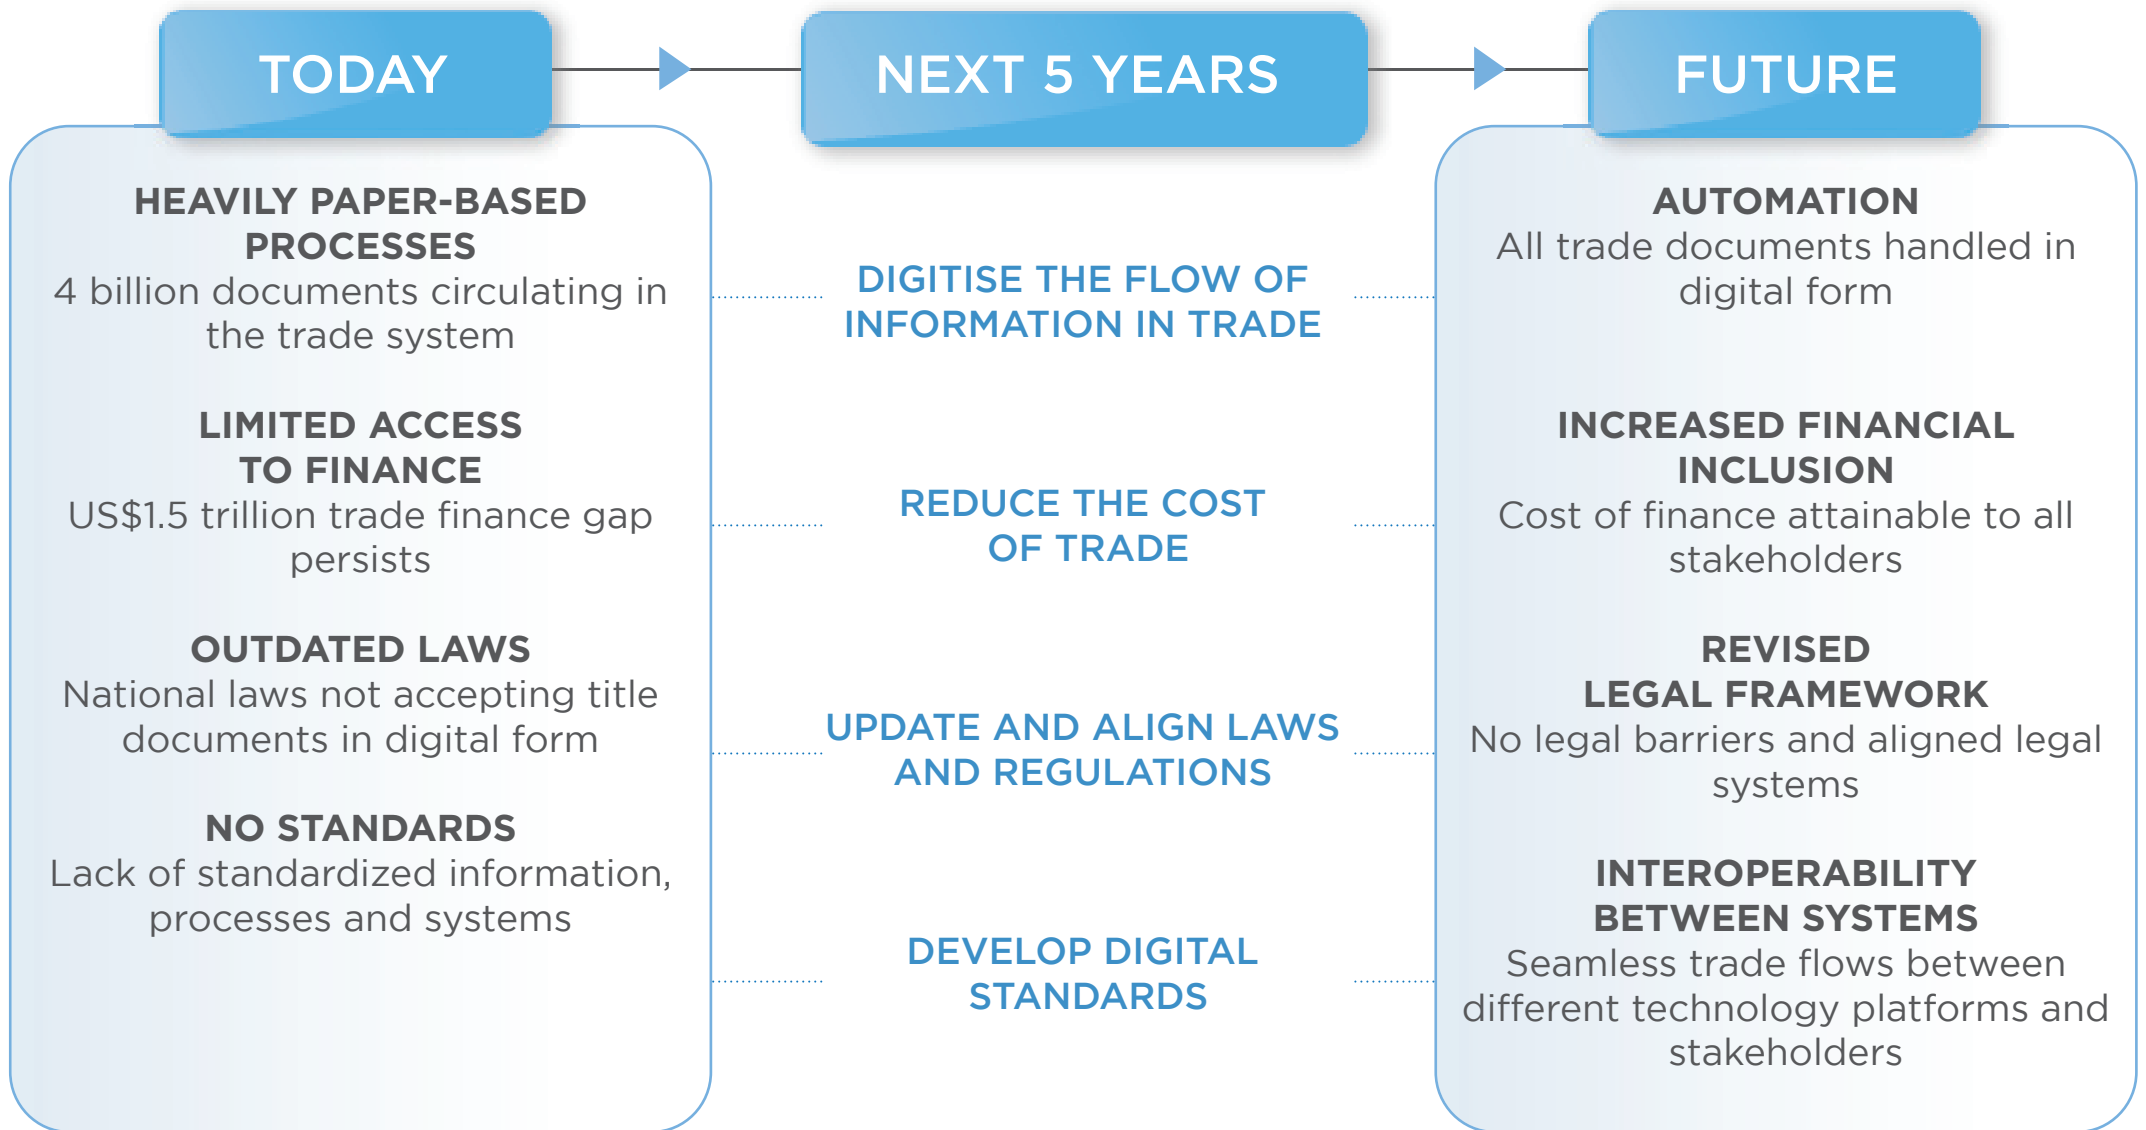 TODAY
NEXT 5 YEARS
FUTURE
HEAVILY PAPER-BASED
PROCESSES
4 billion documents circulating in
the trade system
LIMITED ACCESS
TO FINANCE
US$1.5 trillion trade finance gap
persists
OUTDATED LAWS
National laws not accepting title
documents in digital form
NO STANDARDS
Lack of standardized information,
processes and systems
DIGITISE THE FLOW OF
INFORMATION IN TRADE
REDUCE THE COST
OF TRADE
UPDATE AND ALIGN LAWS
AND REGULATIONS
DEVELOP DIGITAL
STANDARDS
AUTOMATION
All trade documents handled in
digital form
INCREASED FINANCIAL
INCLUSION
Cost of finance attainable to all
stakeholders
REVISED
LEGAL FRAMEWORK
No legal barriers and aligned legal
systems
INTEROPERABILITY
BETWEEN SYSTEMS
Seamless trade flows between
different technology platforms and
stakeholders